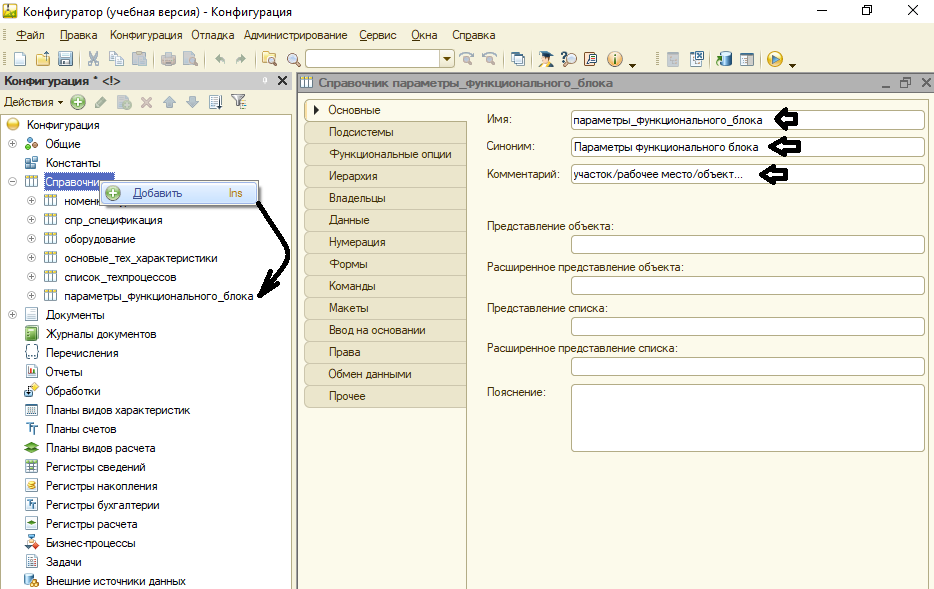 Конфигуратор (учебная версия) - Конфигурация
Файл Правка Конфигурация Отладка Администрирование Сервис Окна Справка
Конфигурация * <!>
Действия
Конфигурация
Общие
Константы
Справочни
Добавить Ins
номен
спр_спецификация
оборудование
основые_тех_характеристики
список_техпроцессов
параметры_функционального_блока
Документы
Журналы документов
Перечисления
Отчеты
Обработки
Планы видов характеристик
Планы счетов
Планы видов расчета
Регистры сведений
Регистры накопления
Регистры бухгалтерии
Регистры расчета
Бизнес-процессы
Задачи
Внешние источники данных
Справочник параметры_функционального_блока
Основные
Подсистемы
Функциональные опции
Иерархия
Владельцы
Данные
Нумерация
Формы
Команды
Макеты
Ввод на основании
Права
Обмен данными
Прочее
Имя: параметры_функционального_блока
Синоним: Параметры функционального блока
Комментарий: участок/рабочее место/объект...
Представление объекта:
Расширенное представление объекта:
Представление списка:
Расширенное представление списка:
Пояснение: